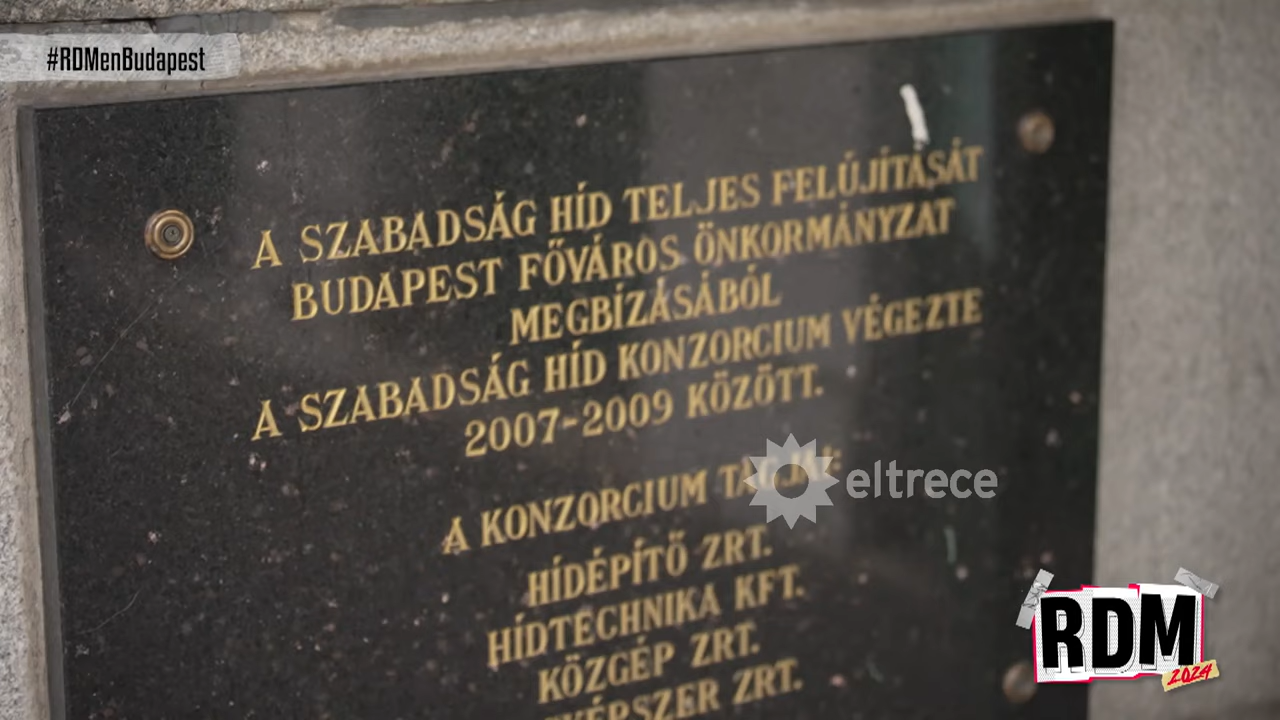 #RDMenBudapest
A SZABADSÁG HÍD TELJES FELÚJÍTÁSÁT
BUDAPEST FŐVÁROS ÖNKORMÁNYZAT
MEGBÍZÁSÁBÓL
A SZABADSÁG HÍD KONZORCIUM VÉGEZTE
2007-2009 KÖZÖTT.
A KONZORCIUM TAGJAI:
eltrece
HÍDÉPÍTŐ ZRT.
HÍDTECHNIKA KFT.
KÖZGÉP ZRT.
ZRT.
RDM
2024